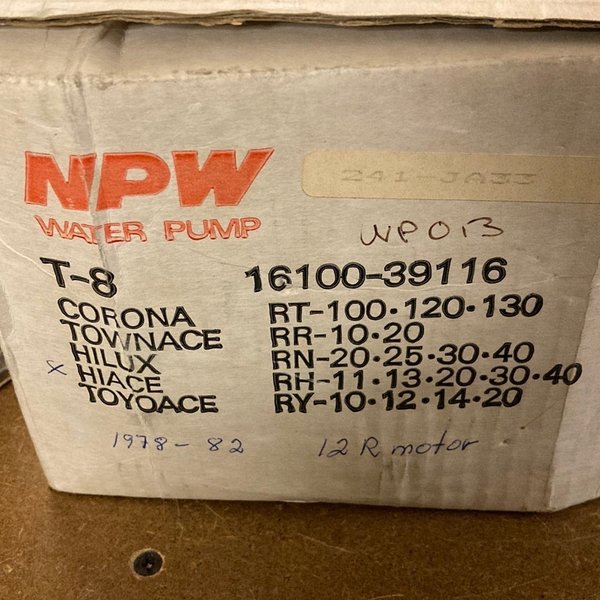 NPW
WATER PUMP
241-JA33
WP013
T-8 16100-39116
CORONA RT-100·120·130
TOWNACE RR-10·20
HILUX RN-20·25·30·40
x HIACE RH-11·13·20·30·40
TOYOACE RY-10·12·14·20
1978-82 12R motor